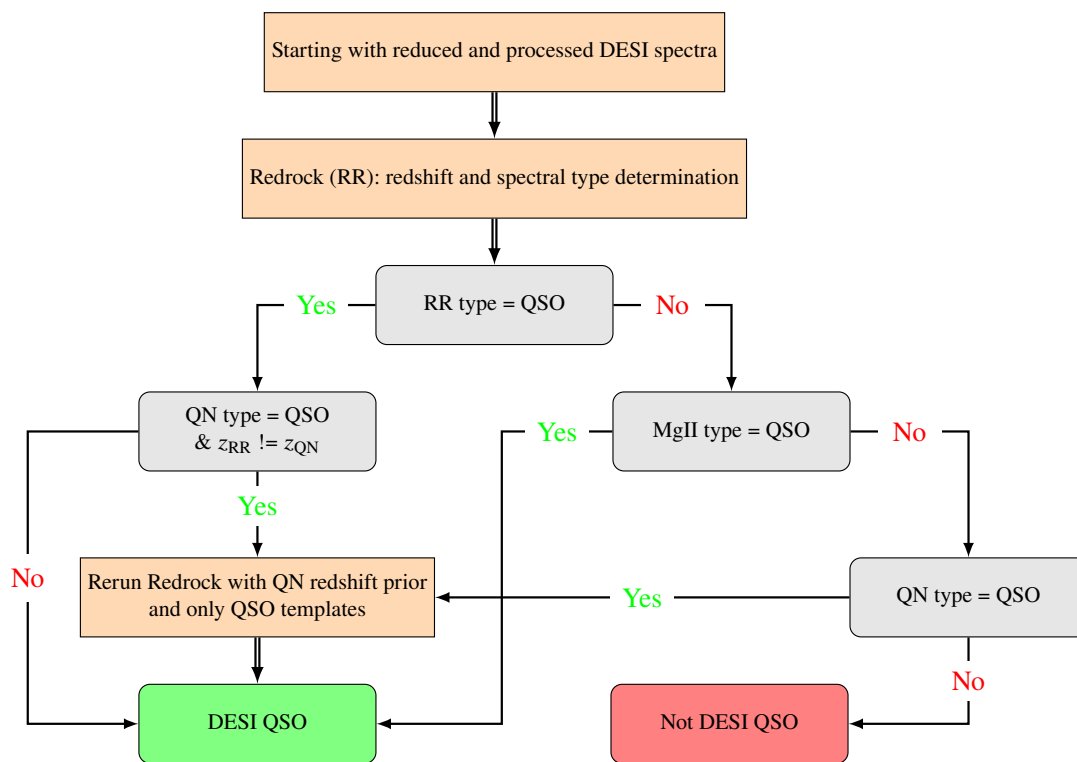 Starting with reduced and processed DESI spectra
Redrock (RR): redshift and spectral type determination
RR type = QSO
Yes
No
QN type = QSO
& zRR != zQN
MgII type = QSO
Yes
No
Yes
No
Rerun Redrock with QN redshift prior
and only QSO templates
Yes
QN type = QSO
No
DESI QSO
Not DESI QSO